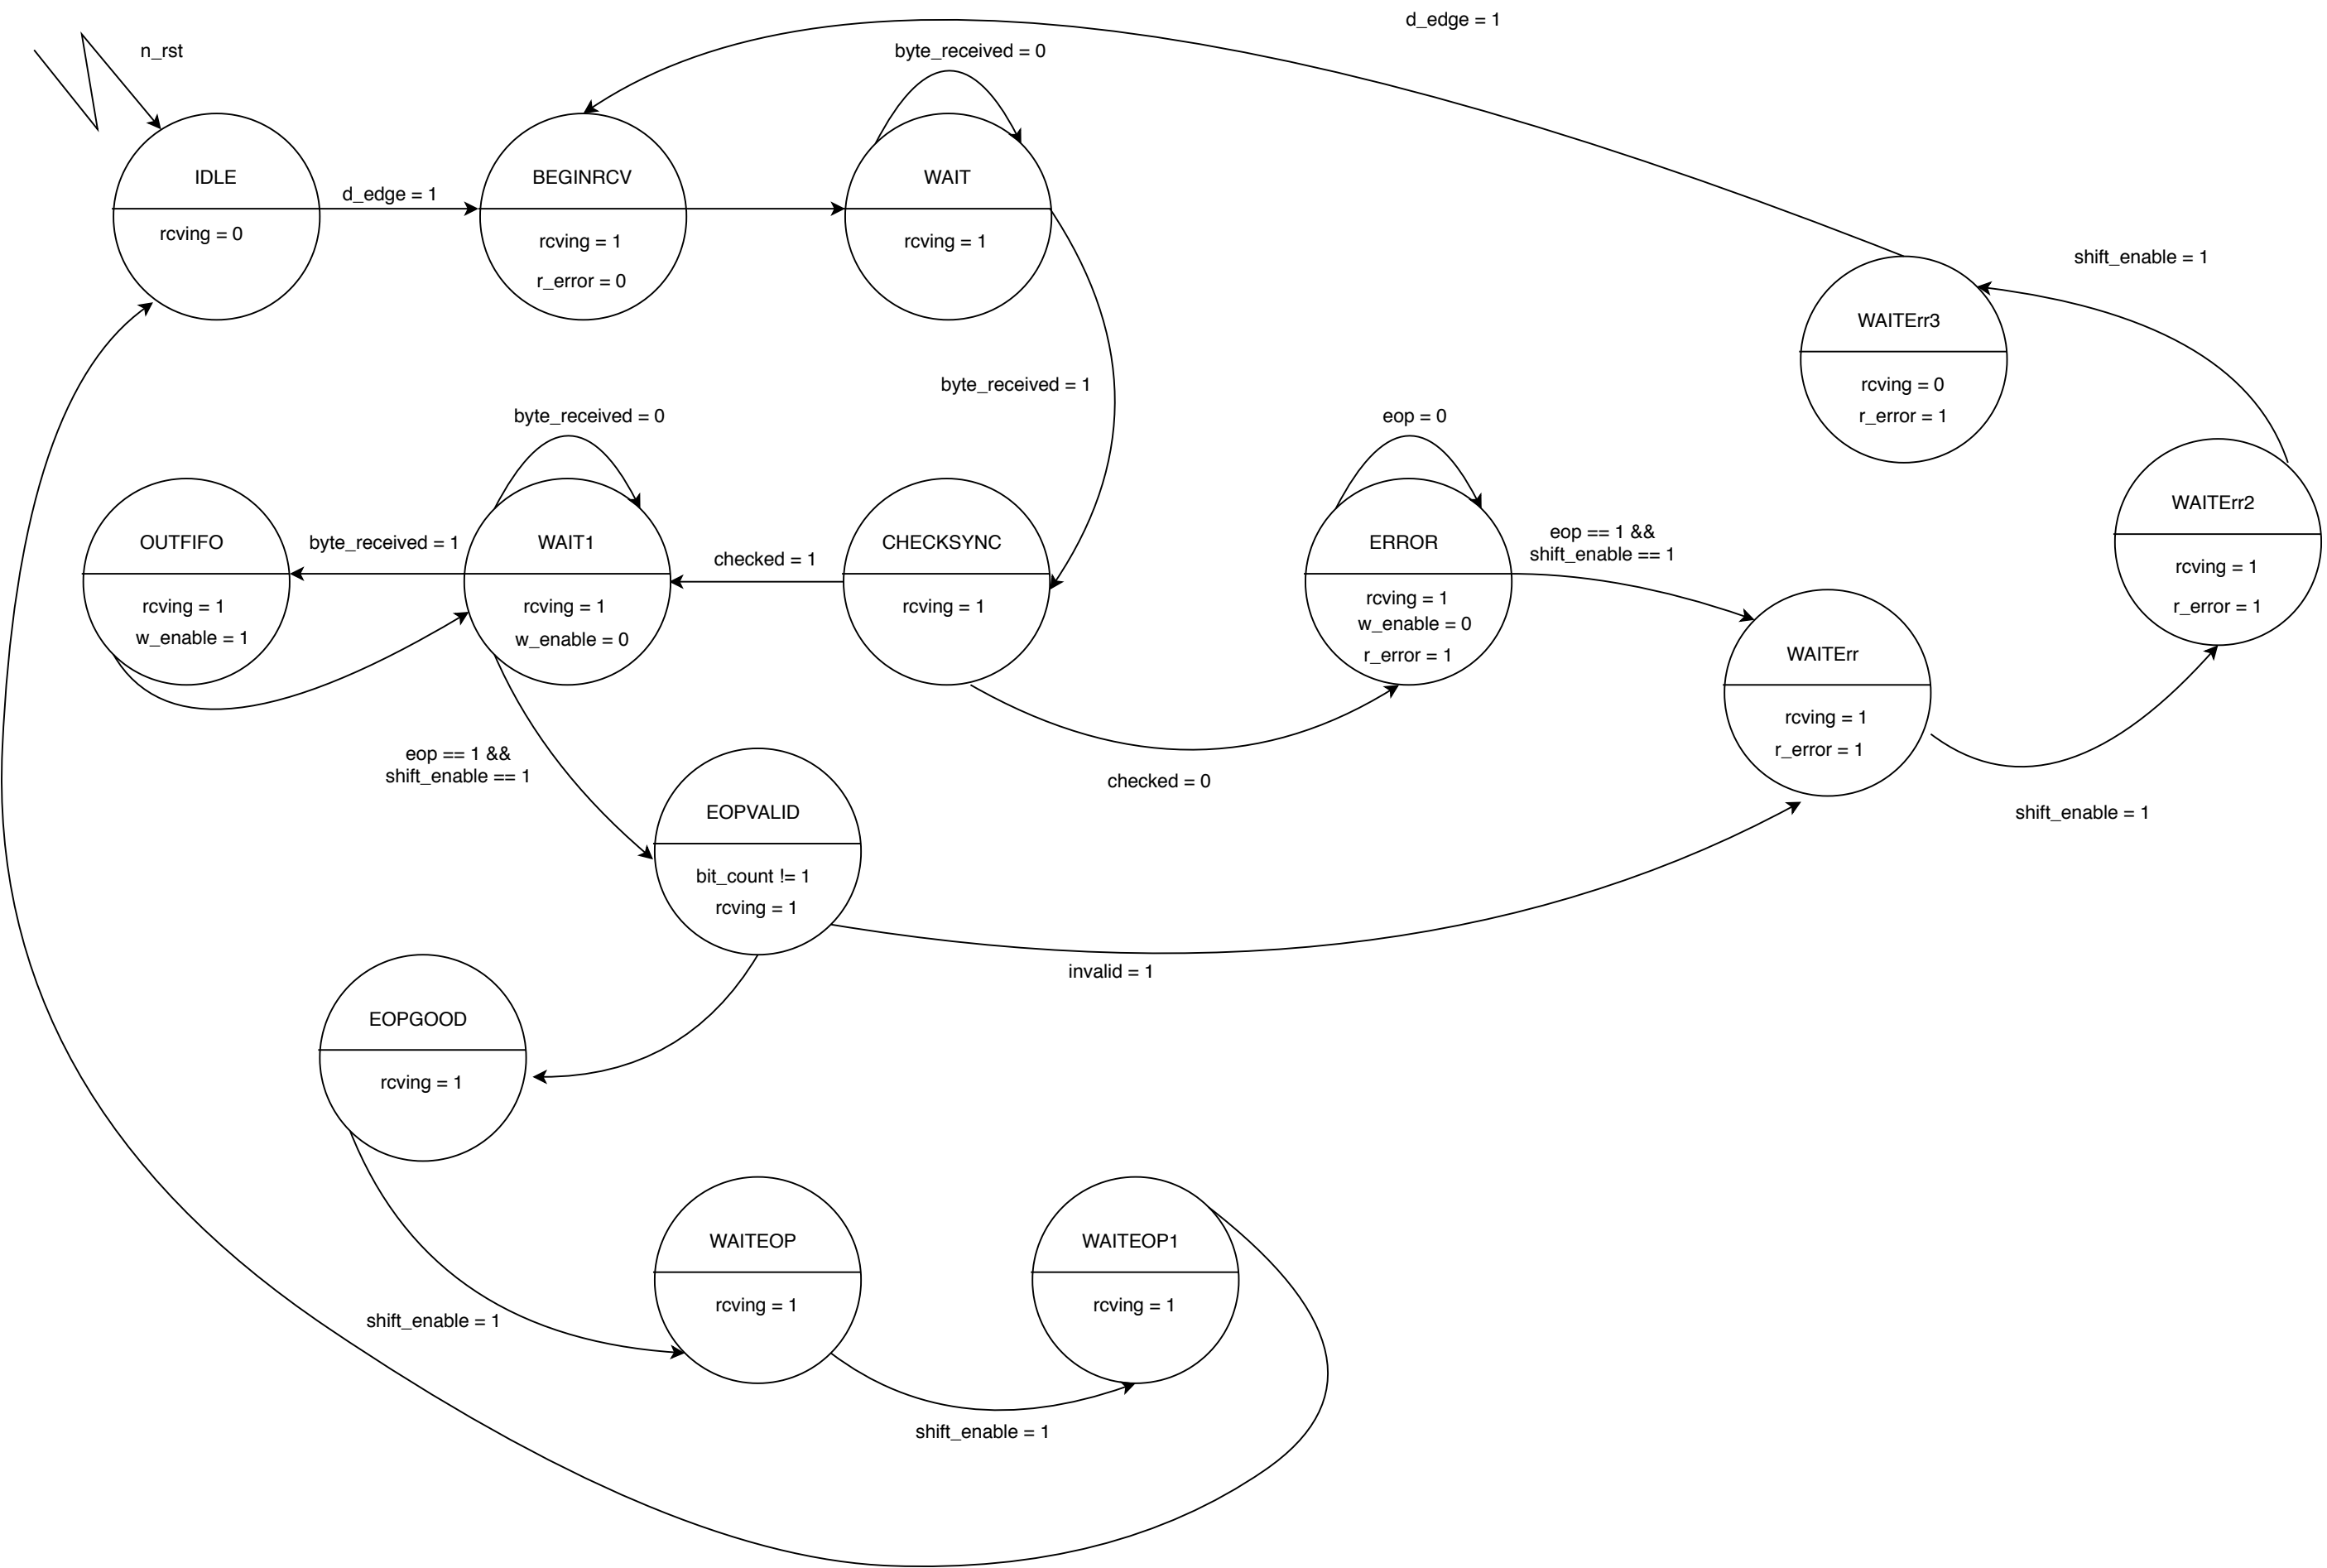 d_edge = 1
n_rst
byte_received = 0
IDLE
rcving = 0
d_edge = 1
BEGINRCV
rcving = 1
r_error = 0
WAIT
rcving = 1
shift_enable = 1
WAITErr3
rcving = 0
r_error = 1
byte_received = 1
byte_received = 0
eop = 0
OUTFIFO
rcving = 1
w_enable = 1
byte_received = 1
WAIT1
rcving = 1
w_enable = 0
checked = 1
CHECKSYNC
rcving = 1
ERROR
rcving = 1
w_enable = 0
r_error = 1
eop == 1 &&
shift_enable == 1
WAITErr2
rcving = 1
r_error = 1
WAITErr
rcving = 1
r_error = 1
eop == 1 &&
shift_enable == 1
checked = 0
shift_enable = 1
EOPVALID
bit_count != 1
rcving = 1
invalid = 1
EOPGOOD
rcving = 1
WAITEOP
rcving = 1
WAITEOP1
rcving = 1
shift_enable = 1
shift_enable = 1